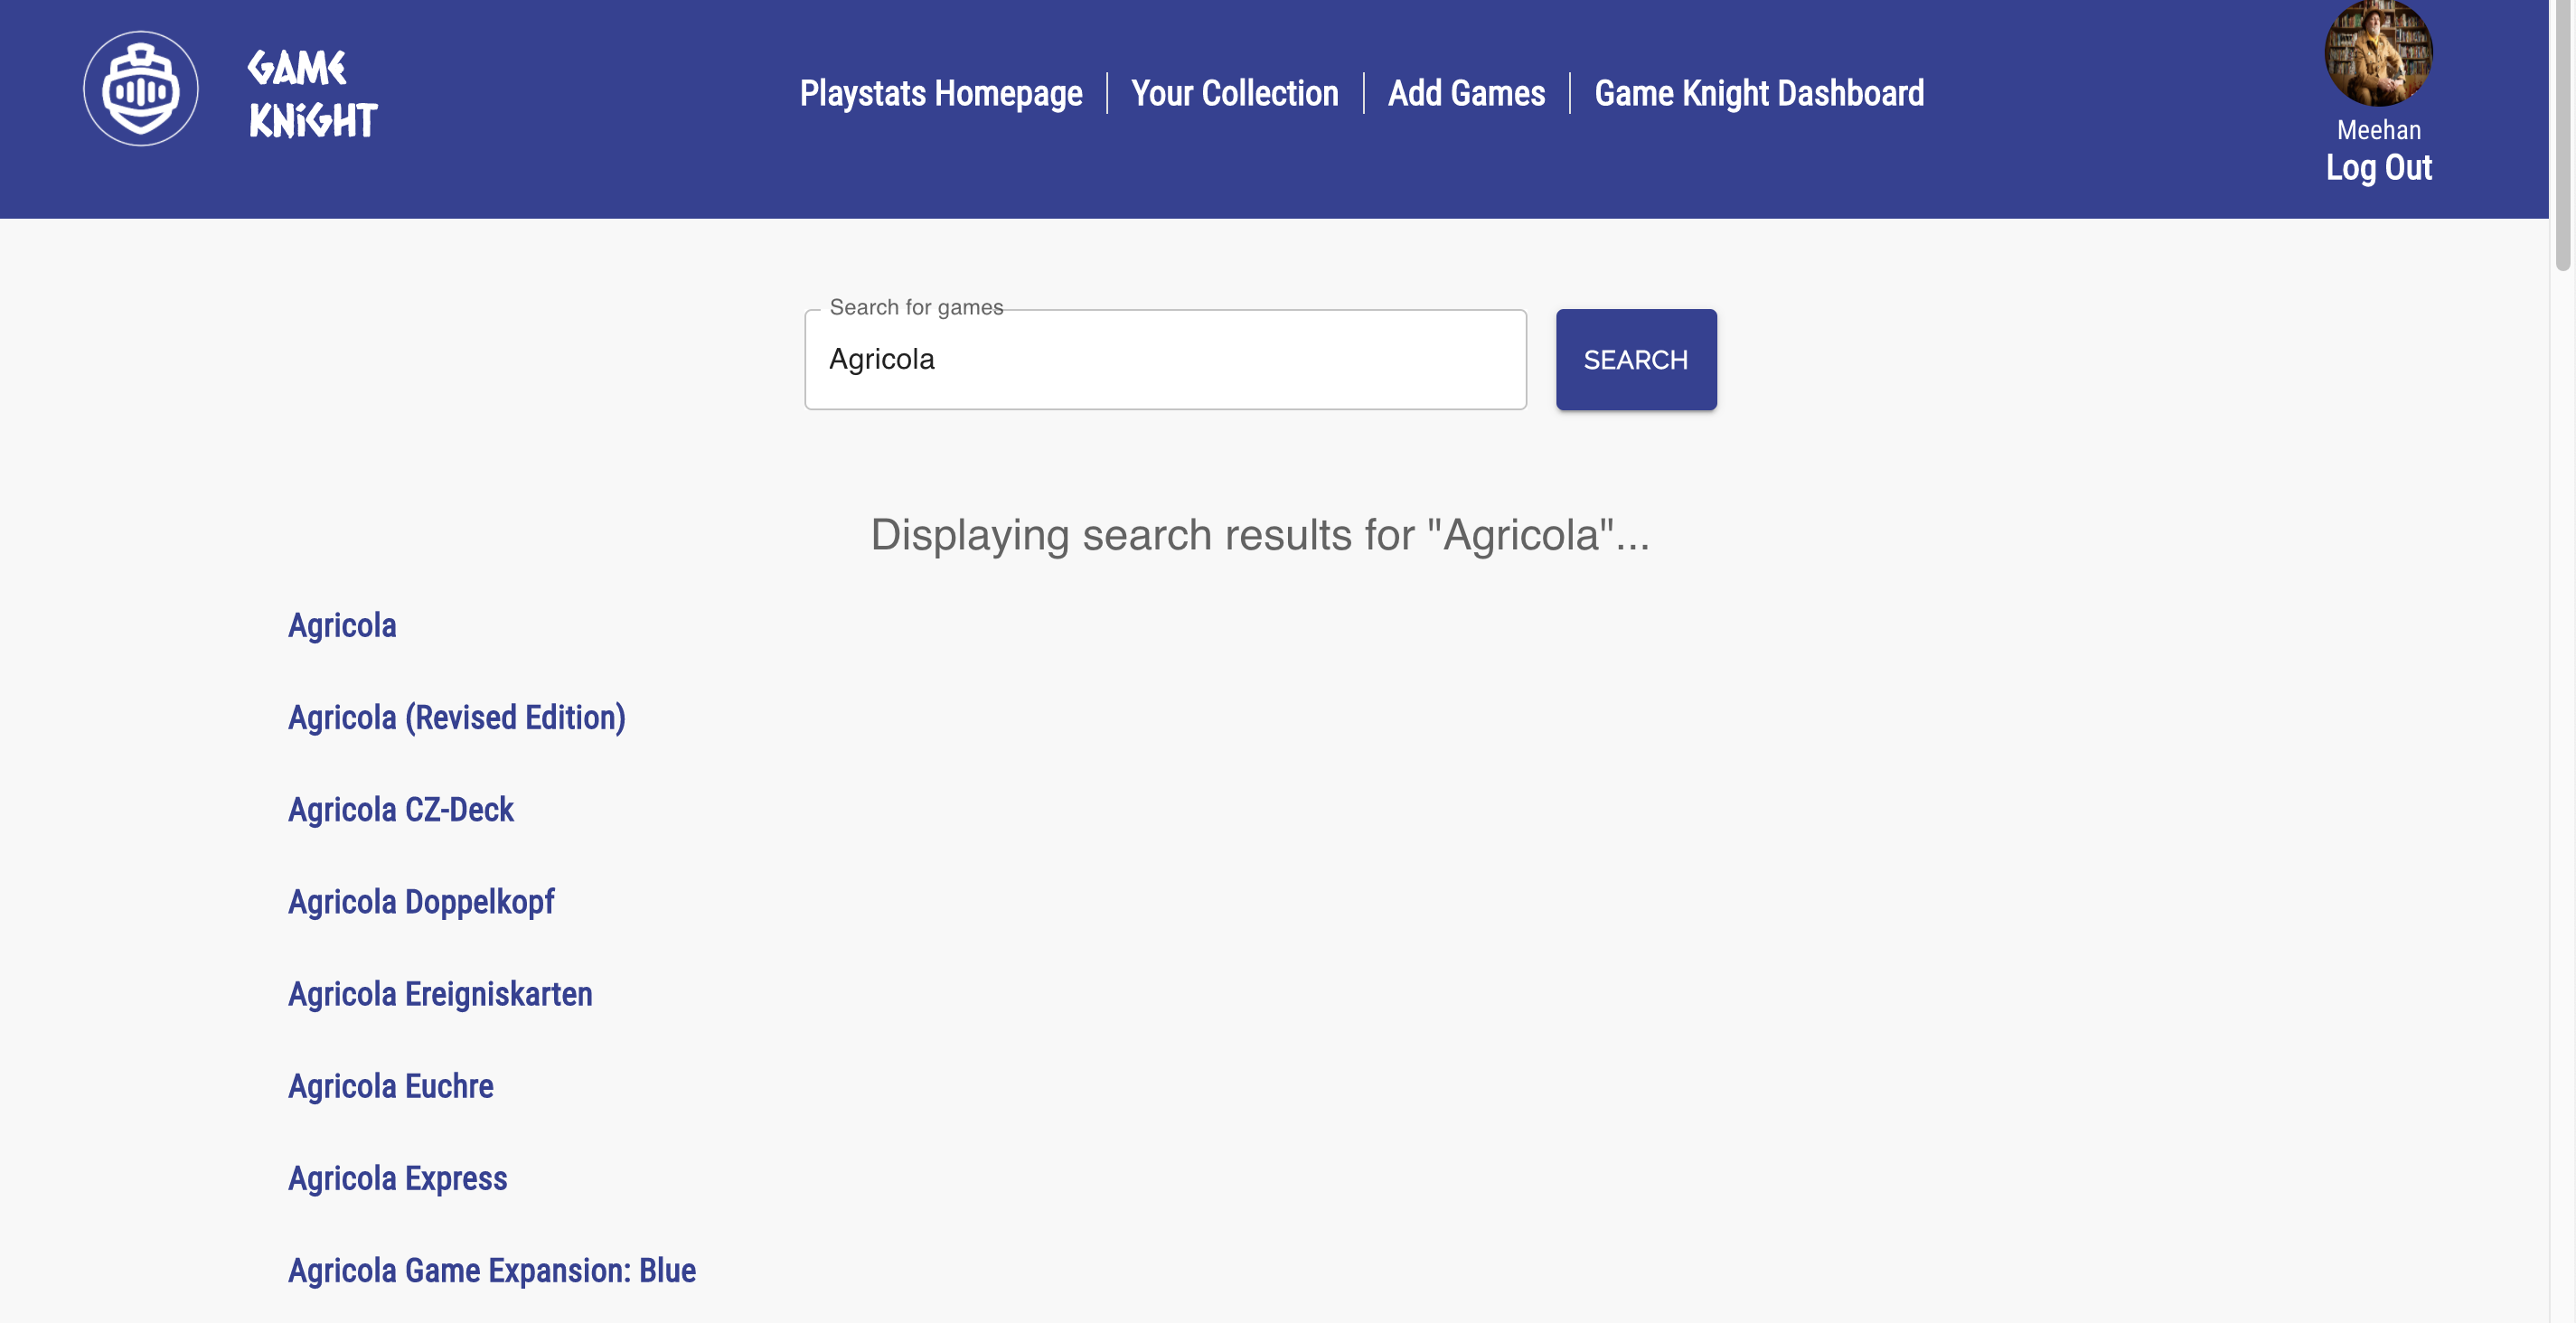 GAME
KNiGHT
Playstats Homepage
Your Collection
Add Games
Game Knight Dashboard
Meehan
Log Out
Search for games
Agricola
SEARCH
Displaying search results for "Agricola"...
Agricola
Agricola (Revised Edition)
Agricola CZ-Deck
Agricola Doppelkopf
Agricola Ereigniskarten
Agricola Euchre
Agricola Express
Agricola Game Expansion: Blue